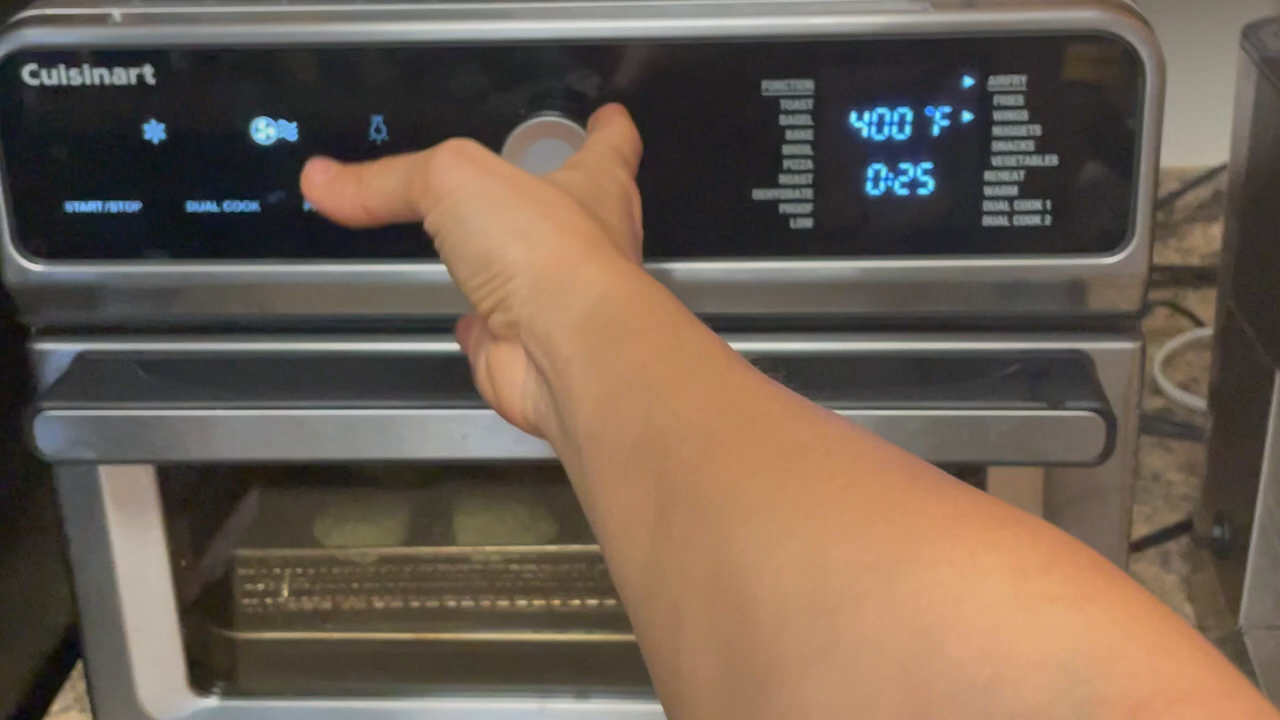 Cuisinart
START/STOP
DUAL COOK
FUNCTION
TOAST
BAGEL
BAKE
BROIL
PIZZA
ROAST
DEHYDRATE
PROOF
LOW
400 °F
0:25
AIRFRY
FRIES
WINGS
NUGGETS
SNACKS
VEGETABLES
REHEAT
WARM
DUAL COOK 1
DUAL COOK 2